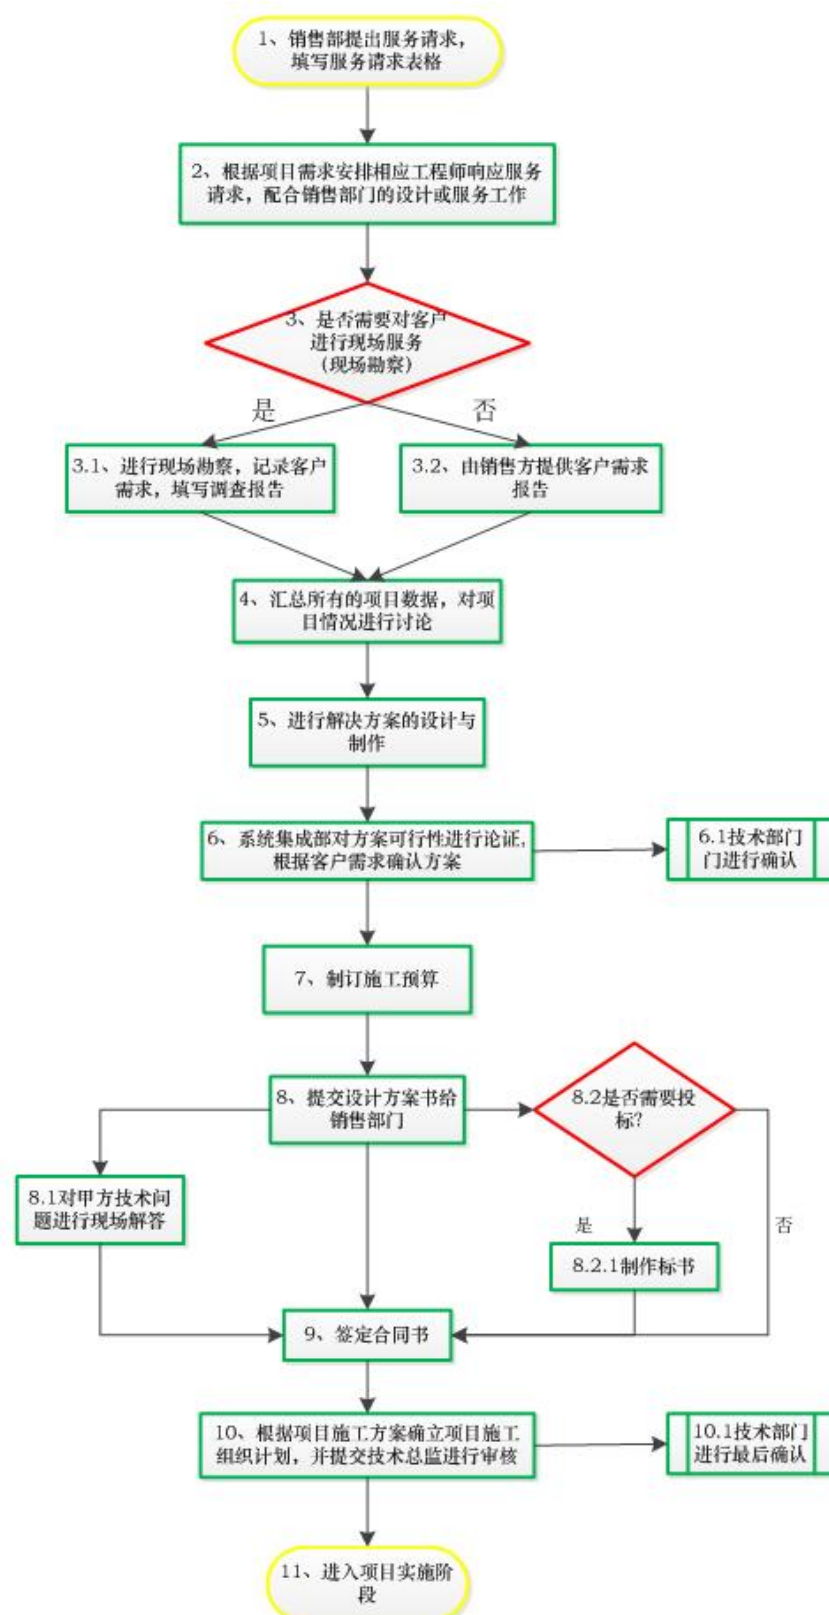 1、销售部提出服务请求，
填写服务请求表格
2、根据项目需求安排相应工程师响应服务
请求，配合销售部门的设计或服务工作
3、是否需要对客户
进行现场服务
（现场勘察）
是
否
3.1、进行现场勘察，记录客户
需求，填写调查报告
3.2、由销售方提供客户需求
报告
4、汇总所有的项目数据，对项
目情况进行讨论
5、进行解决方案的设计与
制作
6、系统集成部对方案可行性进行论证，
根据客户需求确认方案
6.1技术部门
门进行确认
7、制订施工预算
8、提交设计方案书给
销售部门
8.2是否需要投
标？
8.1对甲方技术问
题进行现场解答
是
否
8.2.1制作标书
9、签定合同书
10、根据项目施工方案确立项目施工
组织计划，并提交技术总监进行审核
10.1技术部门
进行最后确认
11、进入项目实施阶
段